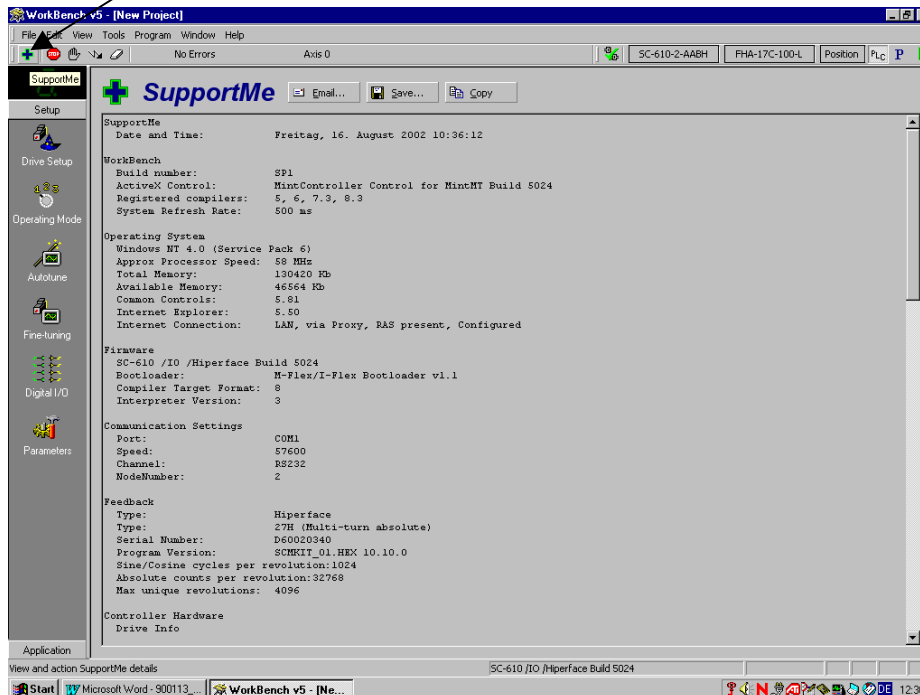 WorkBench v5 - [New Project]
File Edit View Tools Program Window Help
No Errors Axis 0 SC-610-2-AABH FHA-17C-100-L Position PLC P
SupportMe
Setup
Drive Setup
Operating Mode
Autotune
Fine-tuning
Digital I/O
Parameters
Application
SupportMe Email... Save... Copy
SupportMe
Date and Time: Freitag, 16. August 2002 10:36:12
WorkBench
Build number: SP1
ActiveX Control: MintController Control for MintMT Build 5024
Registered compilers: 5, 6, 7.3, 8.3
System Refresh Rate: 500 ms
Operating System
Windows NT 4.0 (Service Pack 6)
Approx Processor Speed: 58 MHz
Total Memory: 130420 Kb
Available Memory: 46564 Kb
Common Controls: 5.81
Internet Explorer: 5.50
Internet Connection: LAN, via Proxy, RAS present, Configured
Firmware
SC-610 /IO /Hiperface Build 5024
Bootloader: M-Flex/I-Flex Bootloader v1.1
Compiler Target Format: 8
Interpreter Version: 3
Communication Settings
Port: COM1
Speed: 57600
Channel: RS232
NodeNumber: 2
Feedback
Type: Hiperface
Type: 27H (Multi-turn absolute)
Serial Number: D60020340
Program Version: SCMKIT_01.HEX 10.10.0
Sine/Cosine cycles per revolution:1024
Absolute counts per revolution:32768
Max unique revolutions: 4096
Controller Hardware
Drive Info
View and action SupportMe details SC-610 /IO /Hiperface Build 5024
Start Microsoft Word - 900113_... WorkBench v5 - [Ne... DE